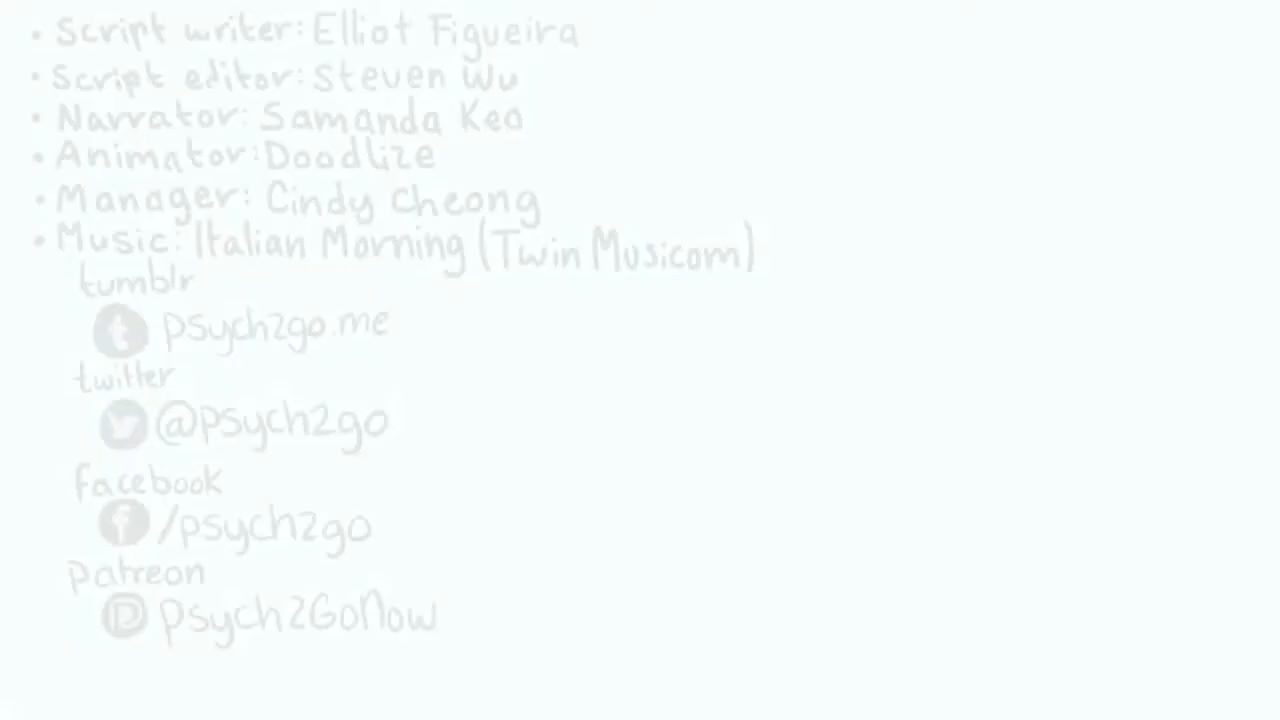 • Script writer: Elliot Figueira
• Script editor: Steven Wu
• Narrator: Samanda Keo
• Animator: Doodlize
• Manager: Cindy Cheong
• Music: Italian Morning (Twin Musicom)
tumblr
t psych2go.me
twitter
@psych2go
facebook
f /psych2go
patreon
P psych2GoNow